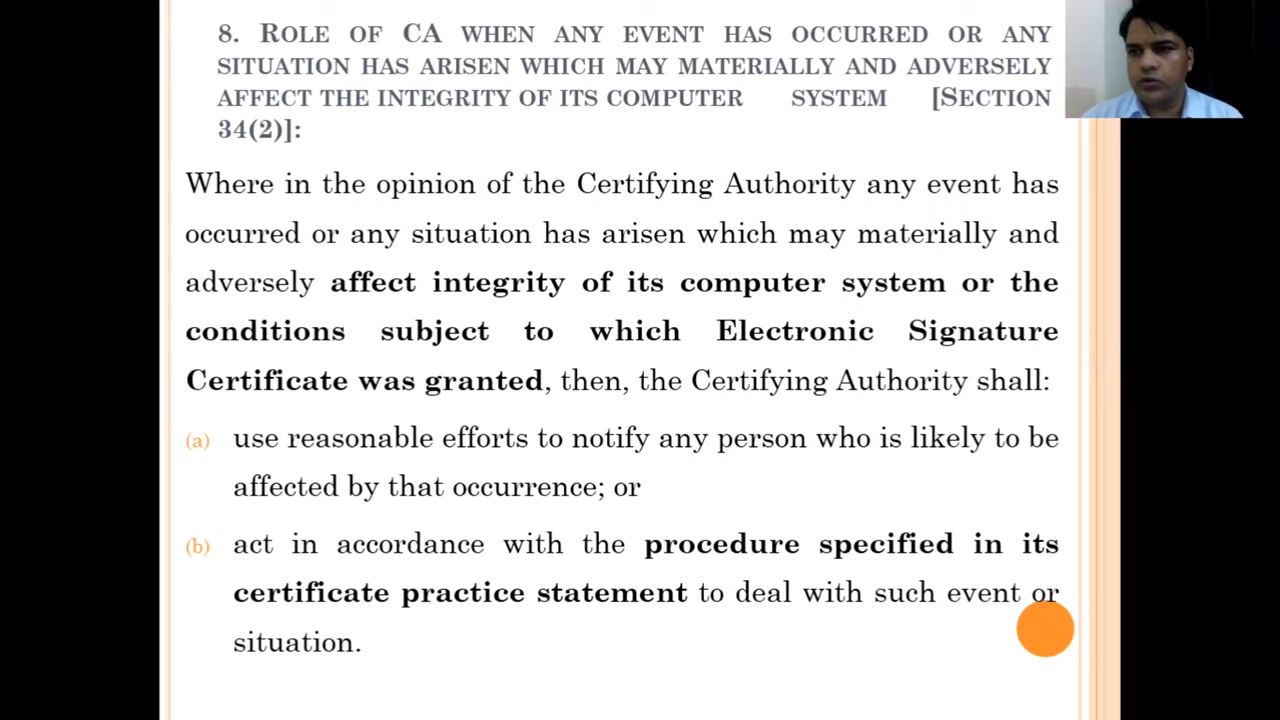 8. ROLE OF CA WHEN ANY EVENT HAS OCCURRED OR ANY
SITUATION HAS ARISEN WHICH MAY MATERIALLY AND ADVERSELY
AFFECT THE INTEGRITY OF ITS COMPUTER SYSTEM [SECTION
34(2)]:
Where in the opinion of the Certifying Authority any event has
occurred or any situation has arisen which may materially and
adversely affect integrity of its computer system or the
conditions subject to which Electronic Signature
Certificate was granted, then, the Certifying Authority shall:
(a) use reasonable efforts to notify any person who is likely to be
affected by that occurrence; or
(b) act in accordance with the procedure specified in its
certificate practice statement to deal with such event or
situation.